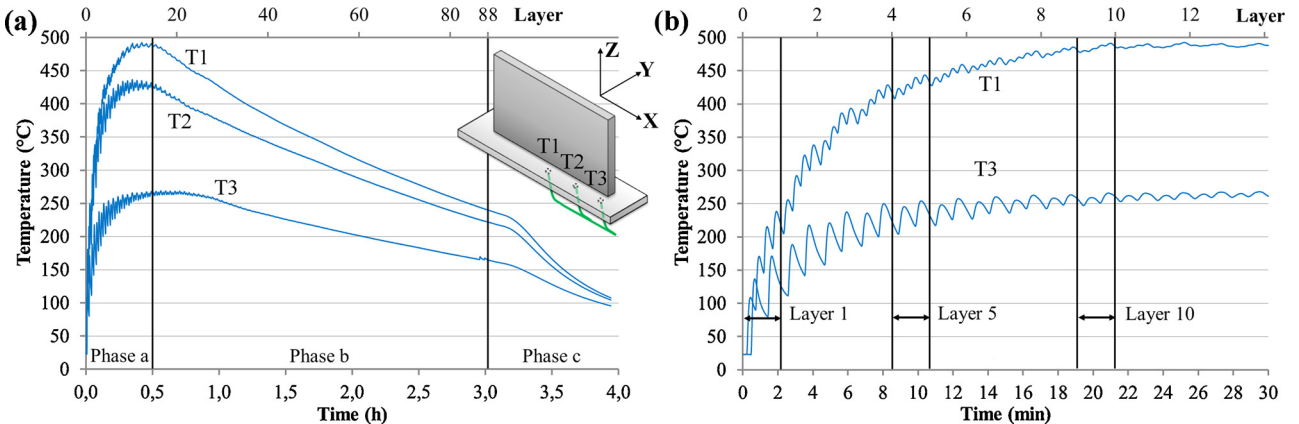 (a)
0 20 40 60 80 88 Layer
500
450
400
350
300
250
200
150
100
50
0
Temperature (°C)
T1
T2
T3
Z
Y
X
T1
T2
T3
Phase a Phase b Phase c
0,0 0,5 1,0 1,5 2,0 2,5 3,0 3,5 4,0
Time (h)
(b)
0 2 4 6 8 10 12 Layer
500
450
400
350
300
250
200
150
100
50
0
Temperature (°C)
T1
T3
Layer 1 Layer 5 Layer 10
0 2 4 6 8 10 12 14 16 18 20 22 24 26 28 30
Time (min)